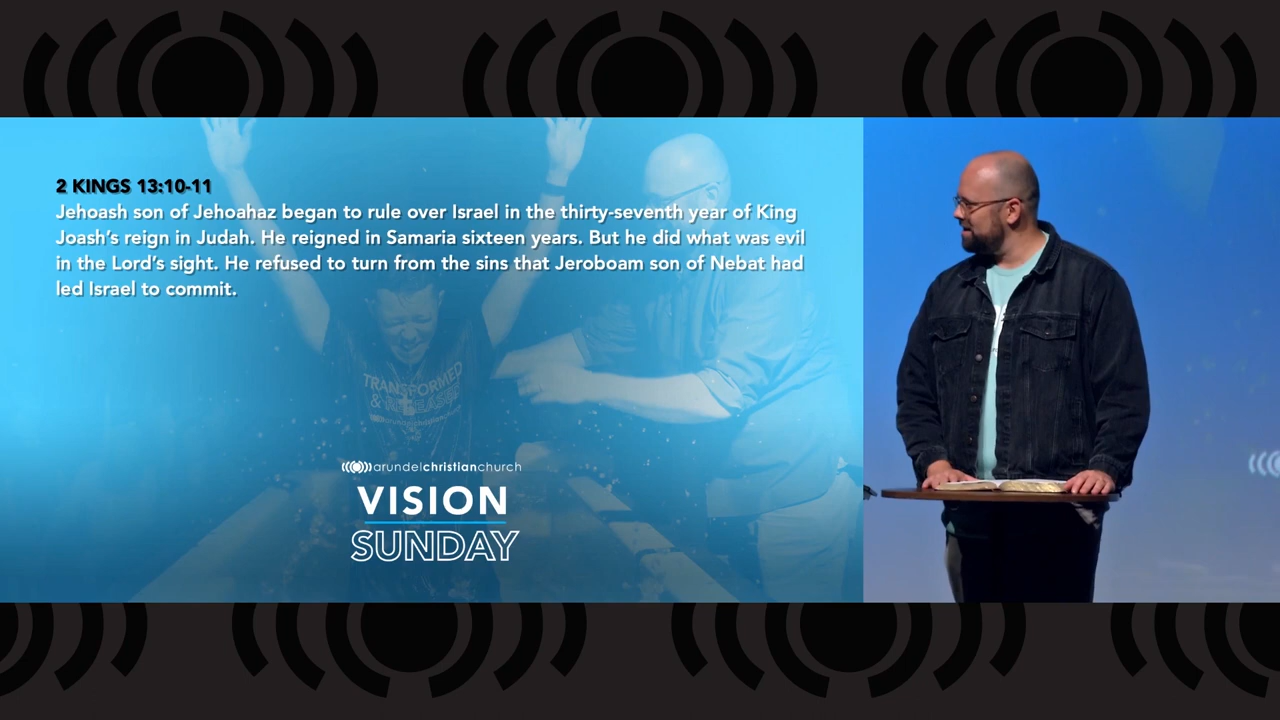 2 KINGS 13:10-11
Jehoash son of Jehoahaz began to rule over Israel in the thirty-seventh year of King
Joash's reign in Judah. He reigned in Samaria sixteen years. But he did what was evil
in the Lord's sight. He refused to turn from the sins that Jeroboam son of Nebat had
led Israel to commit.
TRANSFORMED
arundelchristianchurch
VISION
SUNDAY